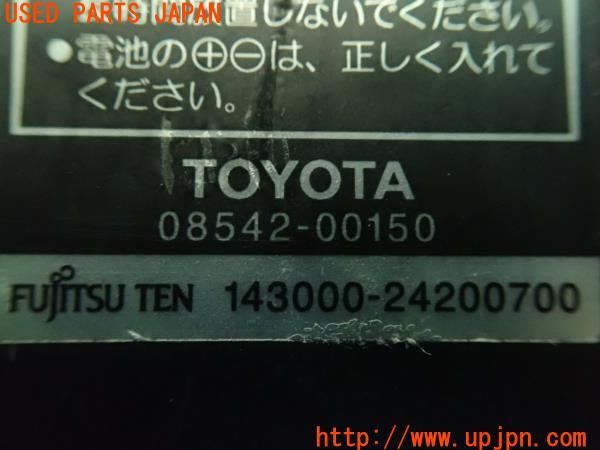 USED PARTS JAPAN
置しないでください。
●電池の⊕⊖は、正しく入れて
ください。
TOYOTA
08542-00150
FUJITSU TEN 143000-24200700
http://www.upjpn.com